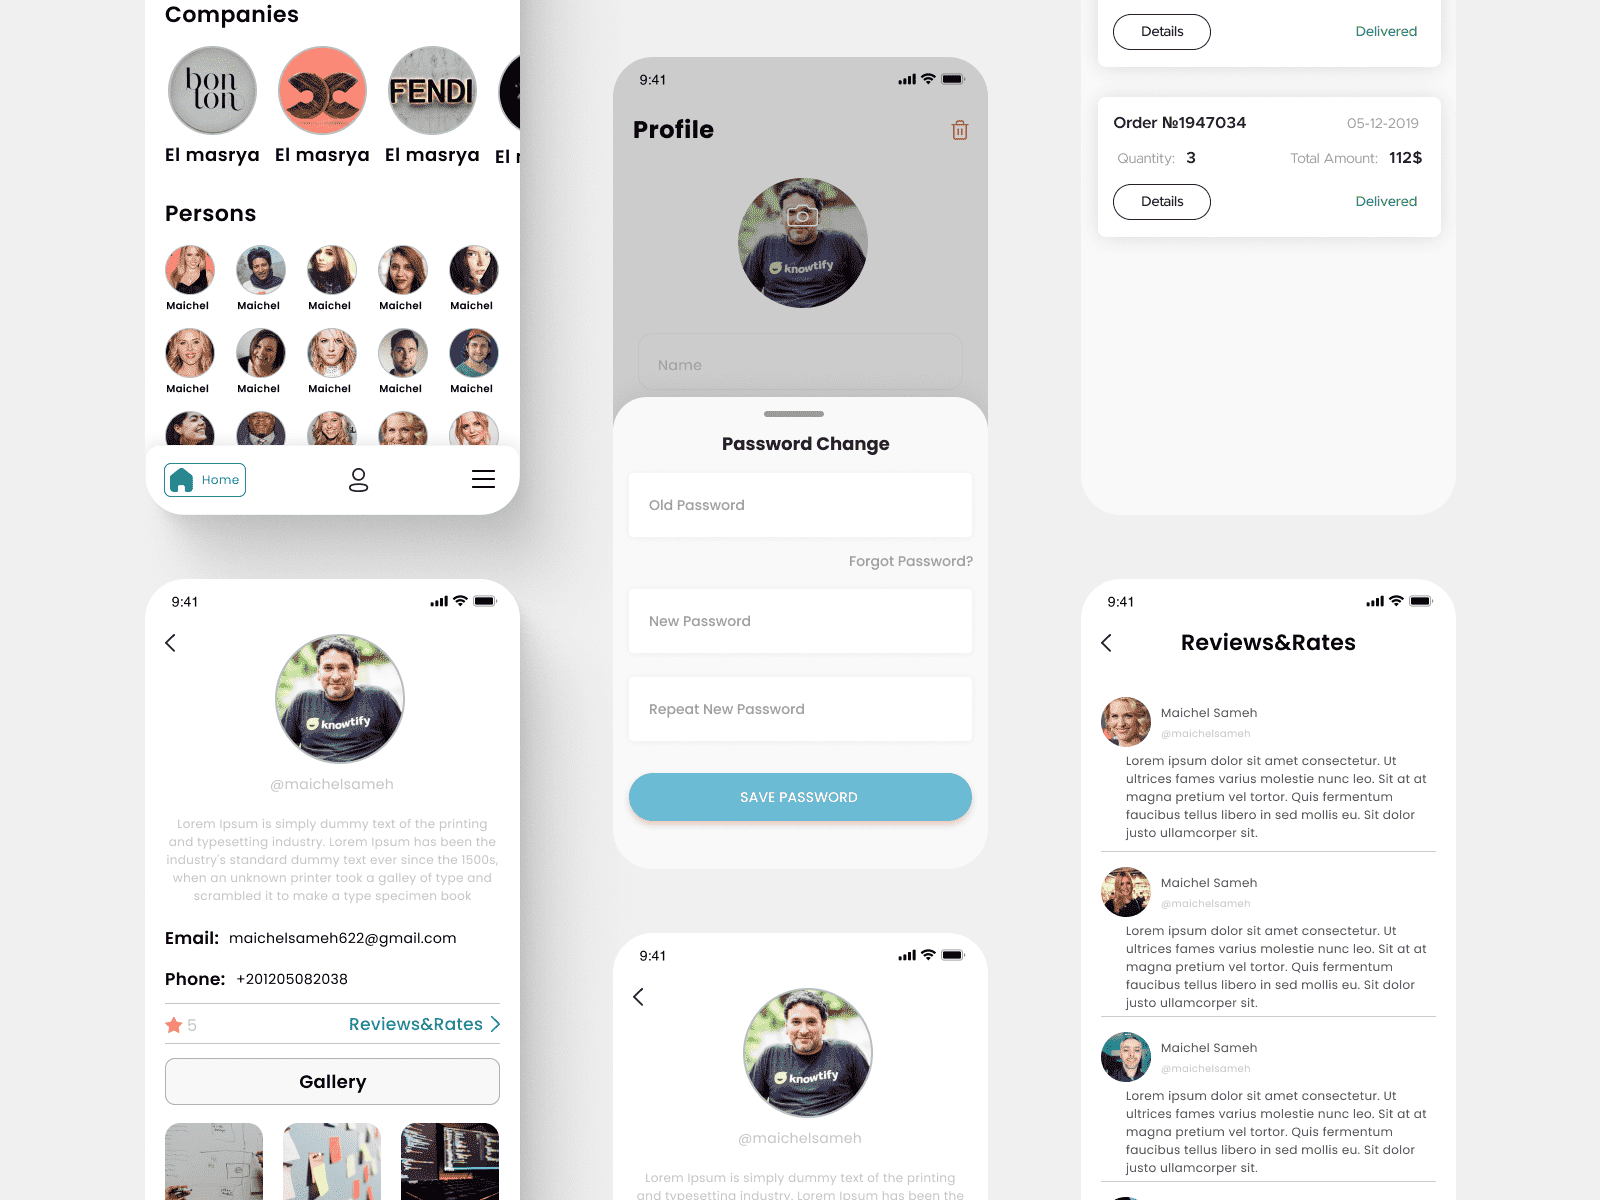 Companies
bon
ton
FENDI
El masrya
El masrya
El masrya
El
Persons
Maichel
Maichel
Maichel
Maichel
Maichel
Maichel
Maichel
Maichel
Maichel
Maichel
Home
9:41
knowtify
@maichelsameh
Lorem Ipsum is simply dummy text of the printing
and typesetting industry. Lorem Ipsum has been the
industry's standard dummy text ever since the 1500s,
when an unknown printer took a galley of type and
scrambled it to make a type specimen book
Email: maichelsameh622@gmail.com
Phone: +201205082038
5 Reviews&Rates
Gallery
9:41
Profile
knowtify
Name
Password Change
Old Password
Forgot Password?
New Password
Repeat New Password
SAVE PASSWORD
9:41
knowtify
@maichelsameh
Lorem Ipsum is simply dummy text of the printing
and typesetting industry. Lorem Ipsum has been the
Details Delivered
Order №1947034 05-12-2019
Quantity: 3 Total Amount: 112$
Details Delivered
9:41
Reviews&Rates
Maichel Sameh
@maichelsameh
Lorem ipsum dolor sit amet consectetur. Ut
ultrices fames varius molestie nunc leo. Sit at at
magna pretium vel tortor. Quis fermentum
faucibus tellus libero in sed mollis eu. Sit dolor
justo ullamcorper sit.
Maichel Sameh
@maichelsameh
Lorem ipsum dolor sit amet consectetur. Ut
ultrices fames varius molestie nunc leo. Sit at at
magna pretium vel tortor. Quis fermentum
faucibus tellus libero in sed mollis eu. Sit dolor
justo ullamcorper sit.
Maichel Sameh
@maichelsameh
Lorem ipsum dolor sit amet consectetur. Ut
ultrices fames varius molestie nunc leo. Sit at at
magna pretium vel tortor. Quis fermentum
faucibus tellus libero in sed mollis eu. Sit dolor
justo ullamcorper sit.